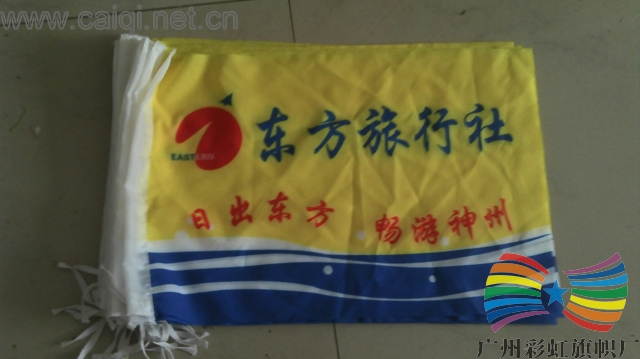 www.caiqi.net.cn
东方旅行社
EASTERN
日出东方 畅游神州
广州彩虹旗帜厂